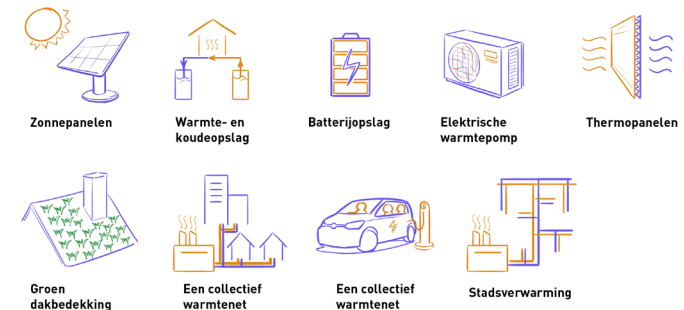 Zonnepanelen
Warmte- en
koudeopslag
Batterijopslag
Elektrische
warmtepomp
Thermopanelen
Groen
dakbedekking
Een collectief
warmtenet
Een collectief
warmtenet
Stadsverwarming